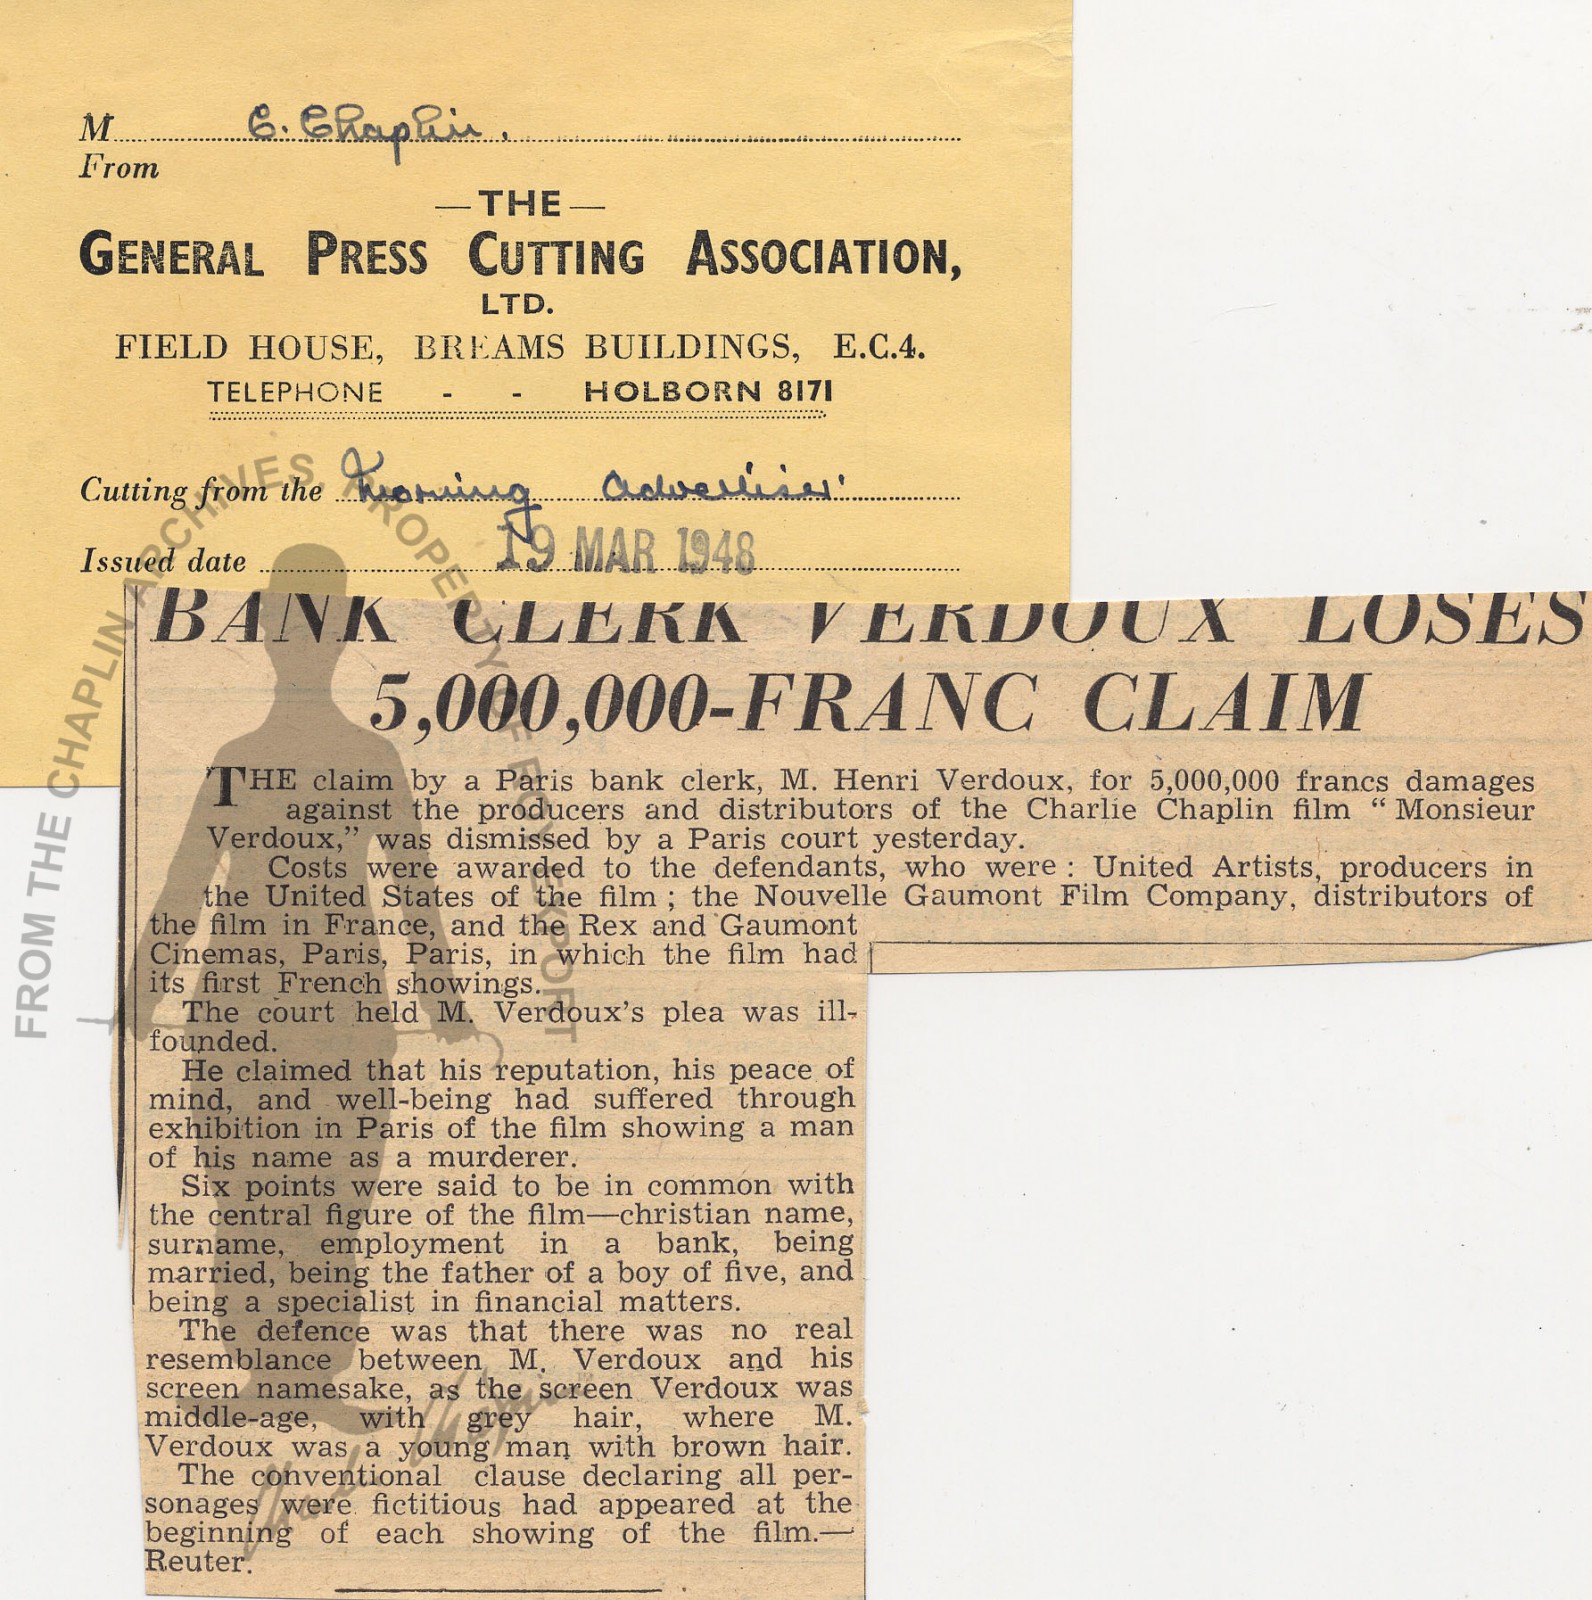 M C. Chaplin.
From
— THE —
GENERAL PRESS CUTTING ASSOCIATION,
LTD.
FIELD HOUSE, BREAMS BUILDINGS, E.C.4.
TELEPHONE - - HOLBORN 8171
Cutting from the Morning Advertiser
Issued date 19 MAR 1948
BANK CLERK VERDOUX LOSES
5,000,000-FRANC CLAIM
THE claim by a Paris bank clerk, M. Henri Verdoux, for 5,000,000 francs damages
against the producers and distributors of the Charlie Chaplin film “ Monsieur
Verdoux,” was dismissed by a Paris court yesterday.
Costs were awarded to the defendants, who were : United Artists, producers in
the United States of the film ; the Nouvelle Gaumont Film Company, distributors of
the film in France, and the Rex and Gaumont
Cinemas, Paris, Paris, in which the film had
its first French showings.
The court held M. Verdoux’s plea was ill-
founded.
He claimed that his reputation, his peace of
mind, and well-being had suffered through
exhibition in Paris of the film showing a man
of his name as a murderer.
Six points were said to be in common with
the central figure of the film—christian name,
surname, employment in a bank, being
married, being the father of a boy of five, and
being a specialist in financial matters.
The defence was that there was no real
resemblance between M. Verdoux and his
screen namesake, as the screen Verdoux was
middle-age, with grey hair, where M.
Verdoux was a young man with brown hair.
The conventional clause declaring all per-
sonages were fictitious had appeared at the
beginning of each showing of the film.—
Reuter.
FROM THE CHAPLIN ARCHIVES, PROPERTY OF ROY EXPORT
Charlie Chaplin